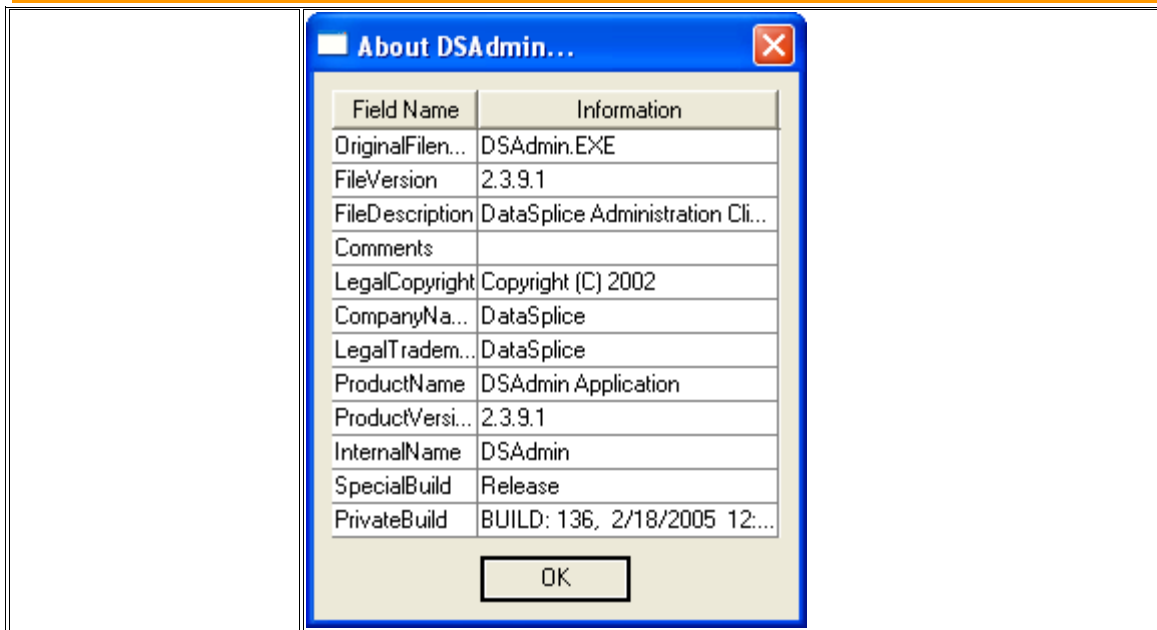 About DSAdmin...
Field Name Information
OriginalFilen... DSAdmin.EXE
FileVersion 2.3.9.1
FileDescription DataSplice Administration Cli...
Comments
LegalCopyright Copyright (C) 2002
CompanyNa... DataSplice
LegalTradem... DataSplice
ProductName DSAdmin Application
ProductVersi... 2.3.9.1
InternalName DSAdmin
SpecialBuild Release
PrivateBuild BUILD: 136, 2/18/2005 12:...
OK